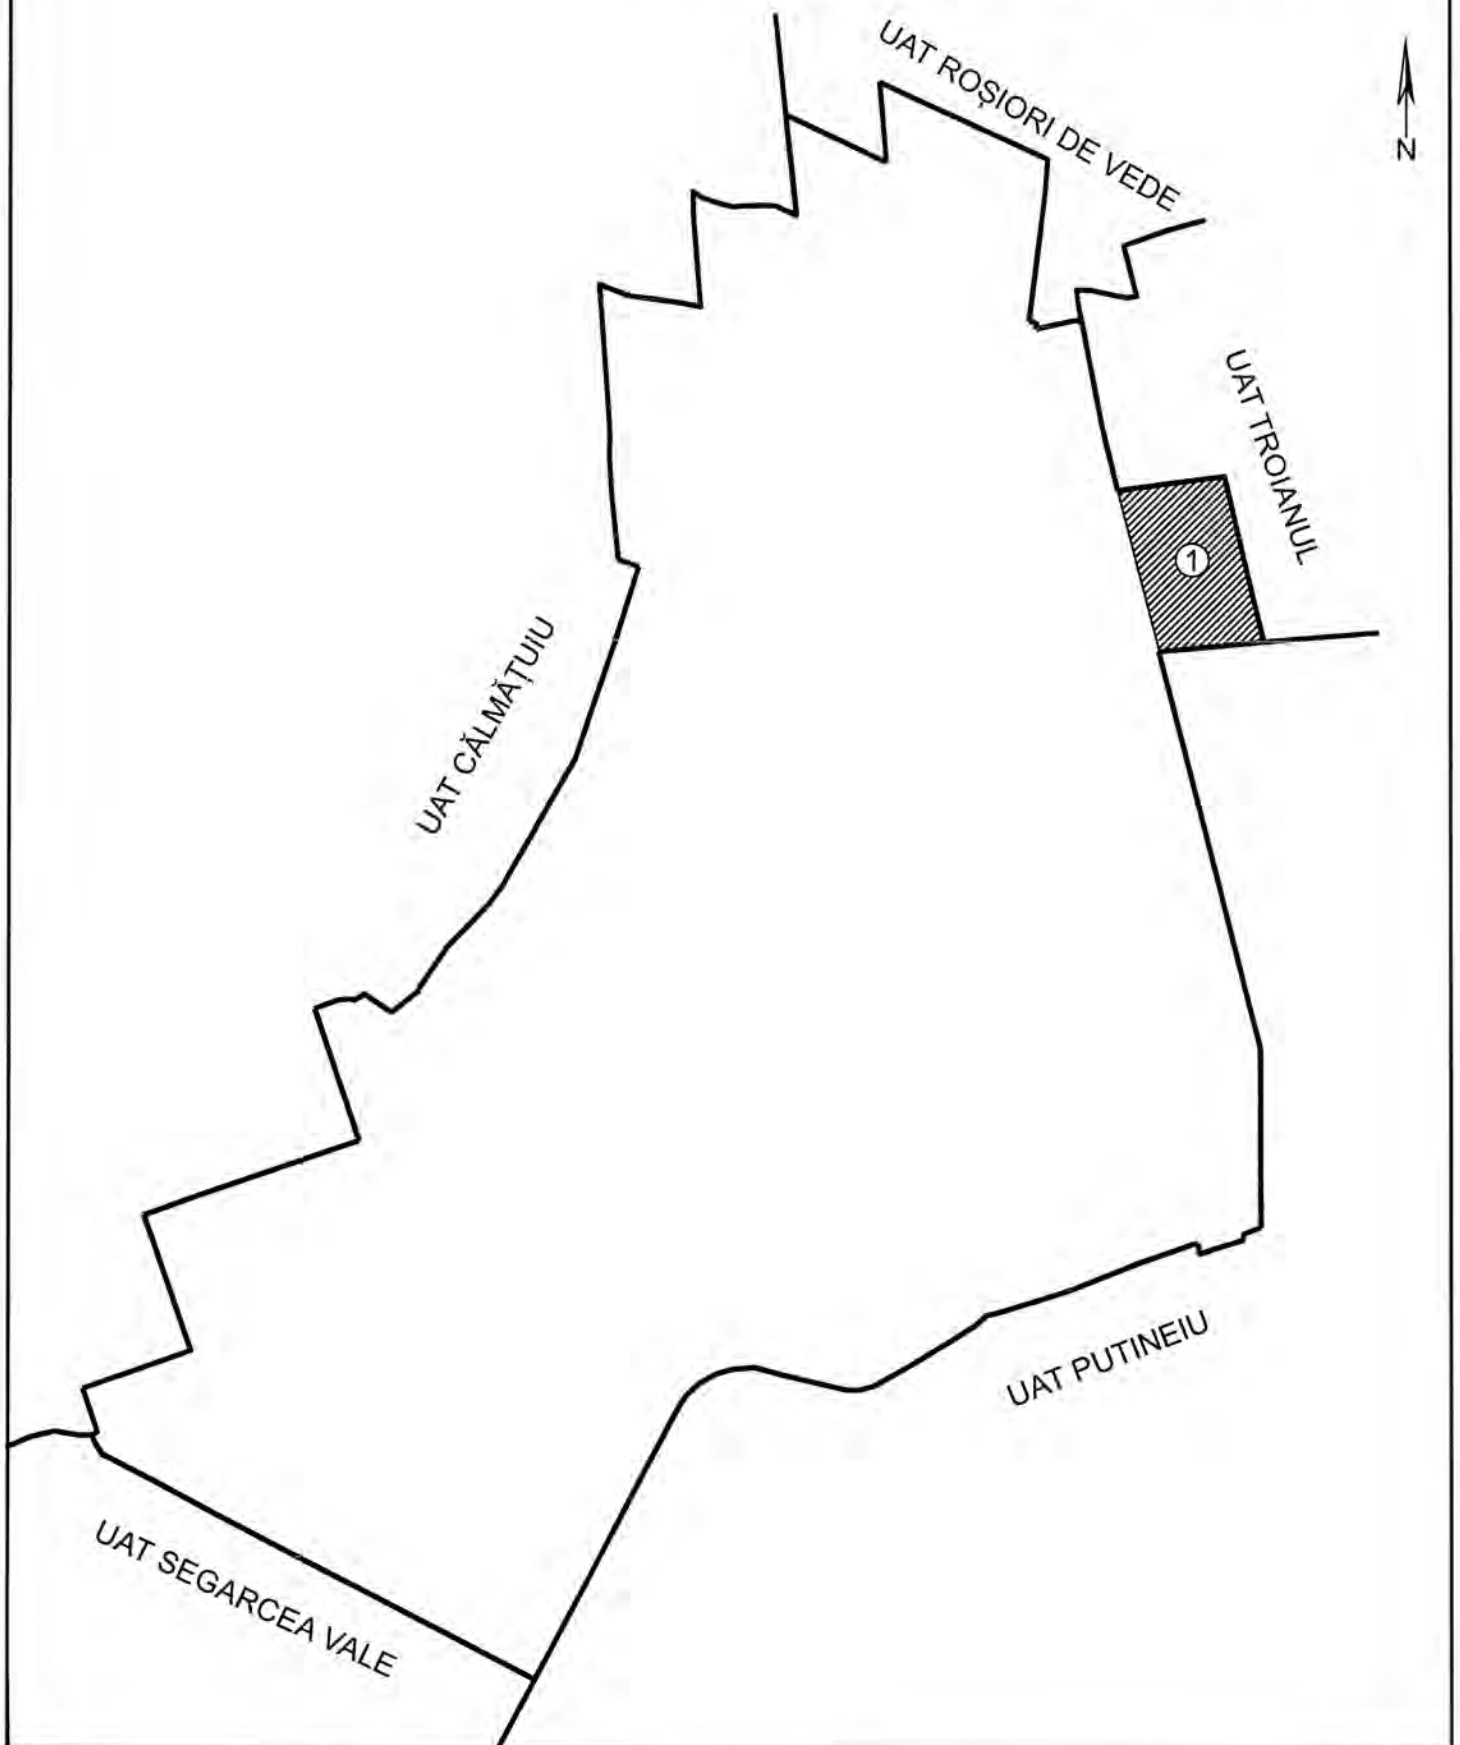 UAT ROȘIORI DE VEDE
N
UAT TROIANUL
1
UAT CĂLMĂȚUIU
UAT PUTINEIU
UAT SEGARCEA VALE